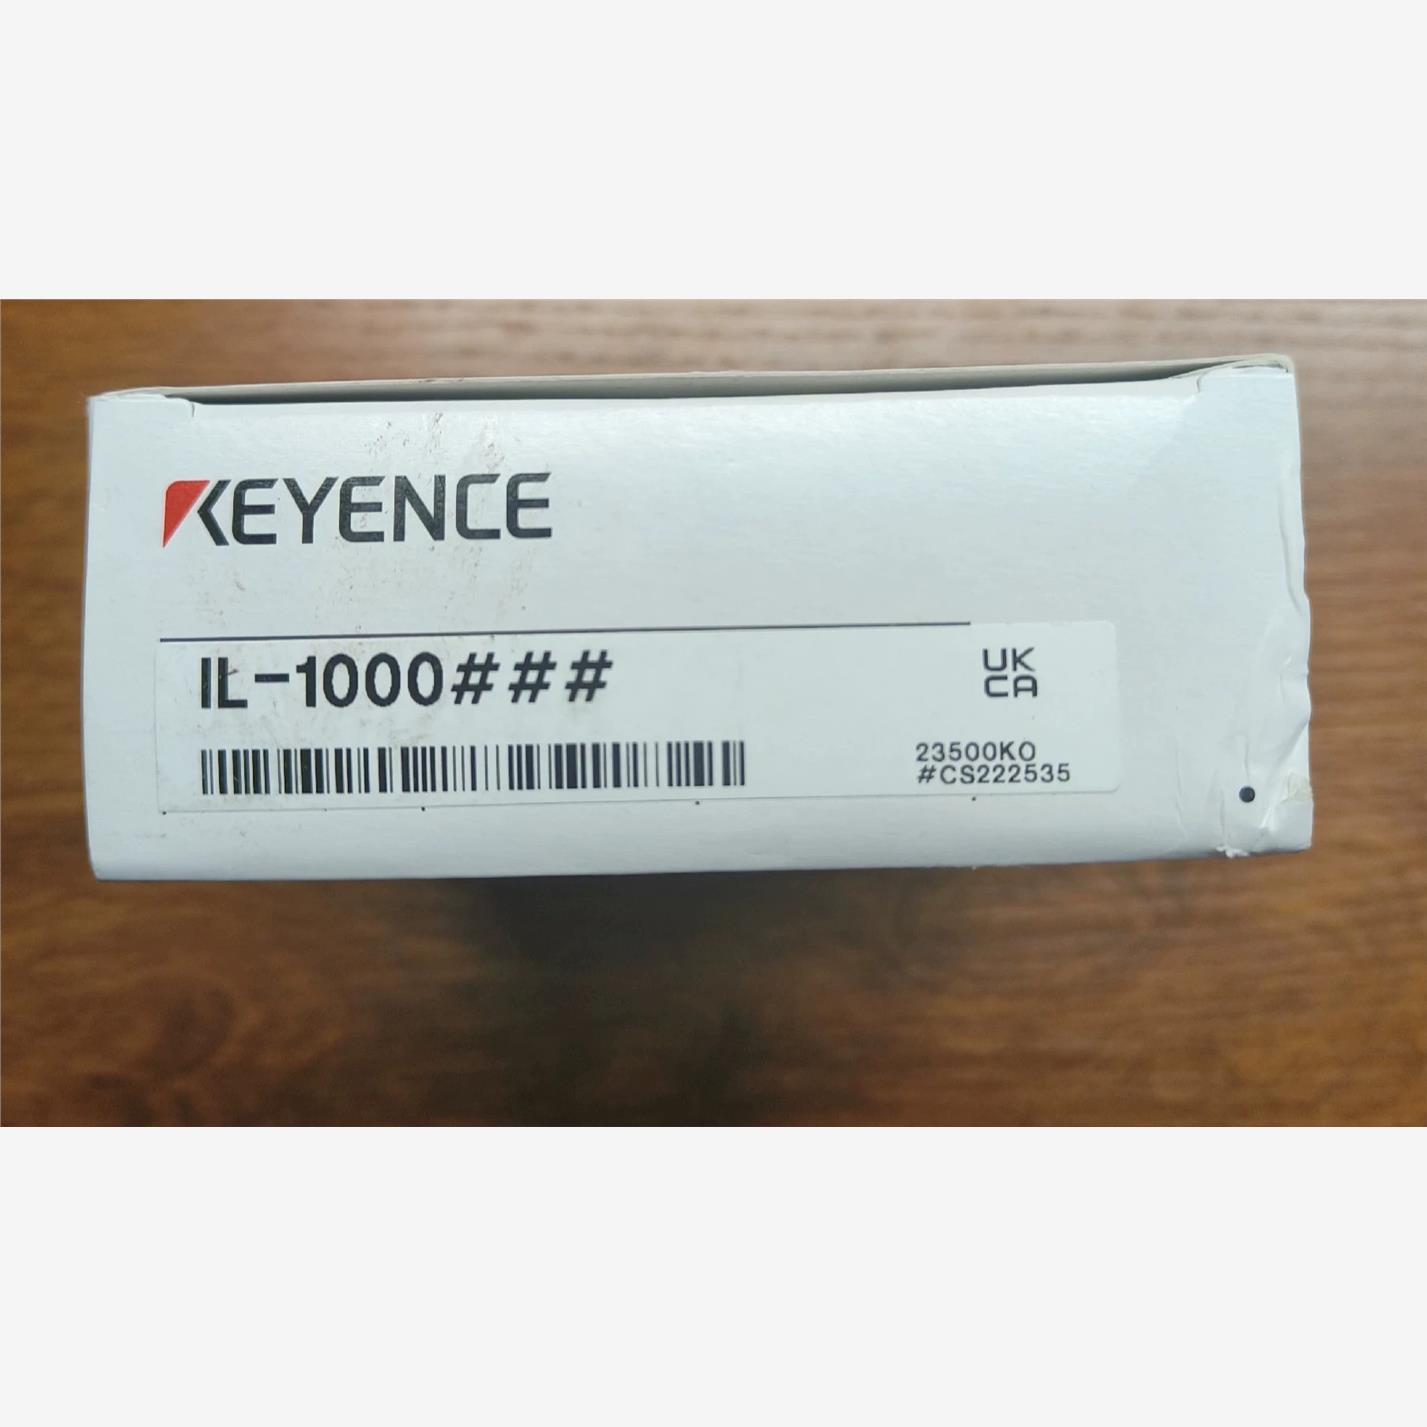 KEYENCE
IL-1000###
UK
CA
23500KO
#CS222535